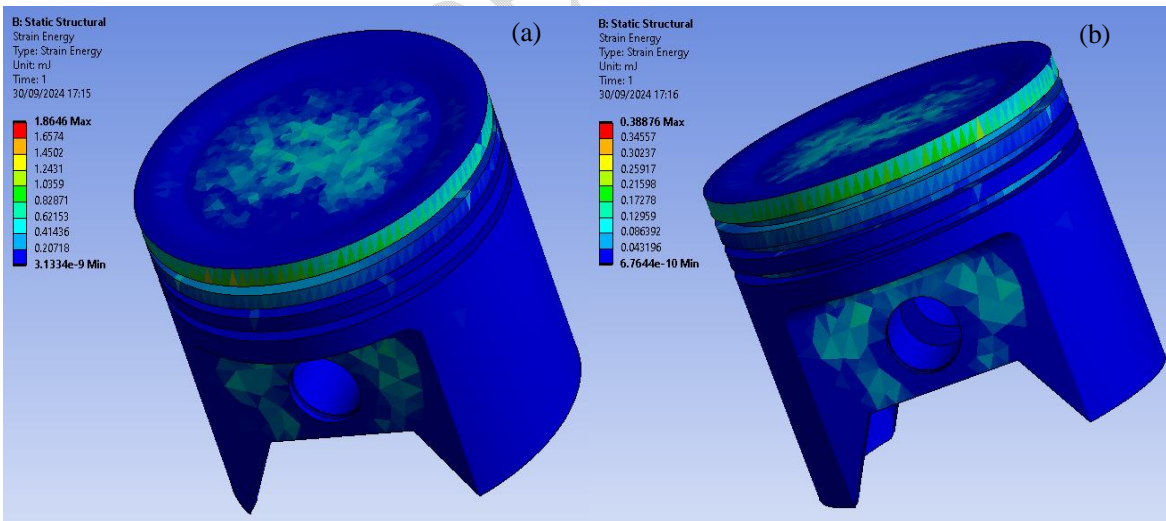 B: Static Structural
Strain Energy
Type: Strain Energy
Unit: mJ
Time: 1
30/09/2024 17:15
1.8646 Max
1.6574
1.4502
1.2431
1.0359
0.82871
0.62153
0.41436
0.20718
3.1334e-9 Min
(a)
B: Static Structural
Strain Energy
Type: Strain Energy
Unit: mJ
Time: 1
30/09/2024 17:16
0.38876 Max
0.34557
0.30237
0.25917
0.21598
0.17278
0.12959
0.086392
0.043196
6.7644e-10 Min
(b)